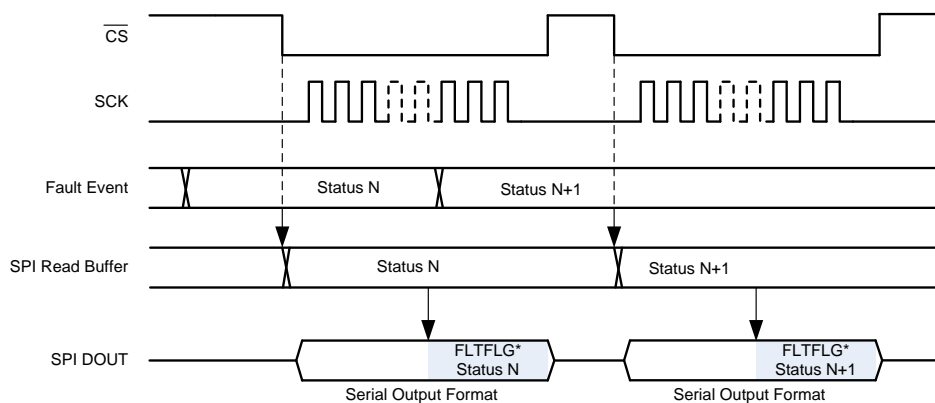 CS
SCK
Fault Event
Status N
Status N+1
SPI Read Buffer
Status N
Status N+1
SPI DOUT
FLTFLG*
Status N
FLTFLG*
Status N+1
Serial Output Format
Serial Output Format